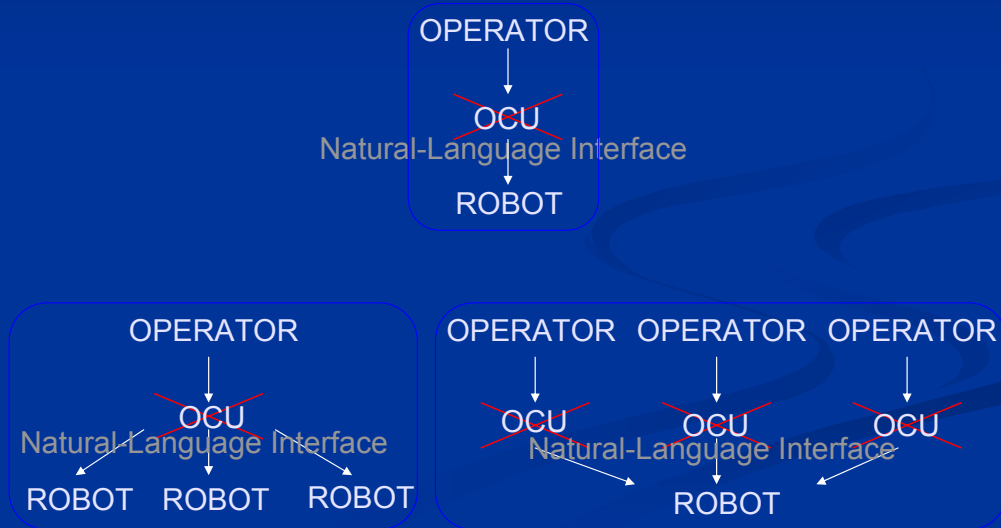 OPERATOR
OCU
Natural-Language Interface
ROBOT
OPERATOR
OCU
Natural-Language Interface
ROBOT ROBOT ROBOT
OPERATOR OPERATOR OPERATOR
OCU OCU OCU
Natural-Language Interface
ROBOT